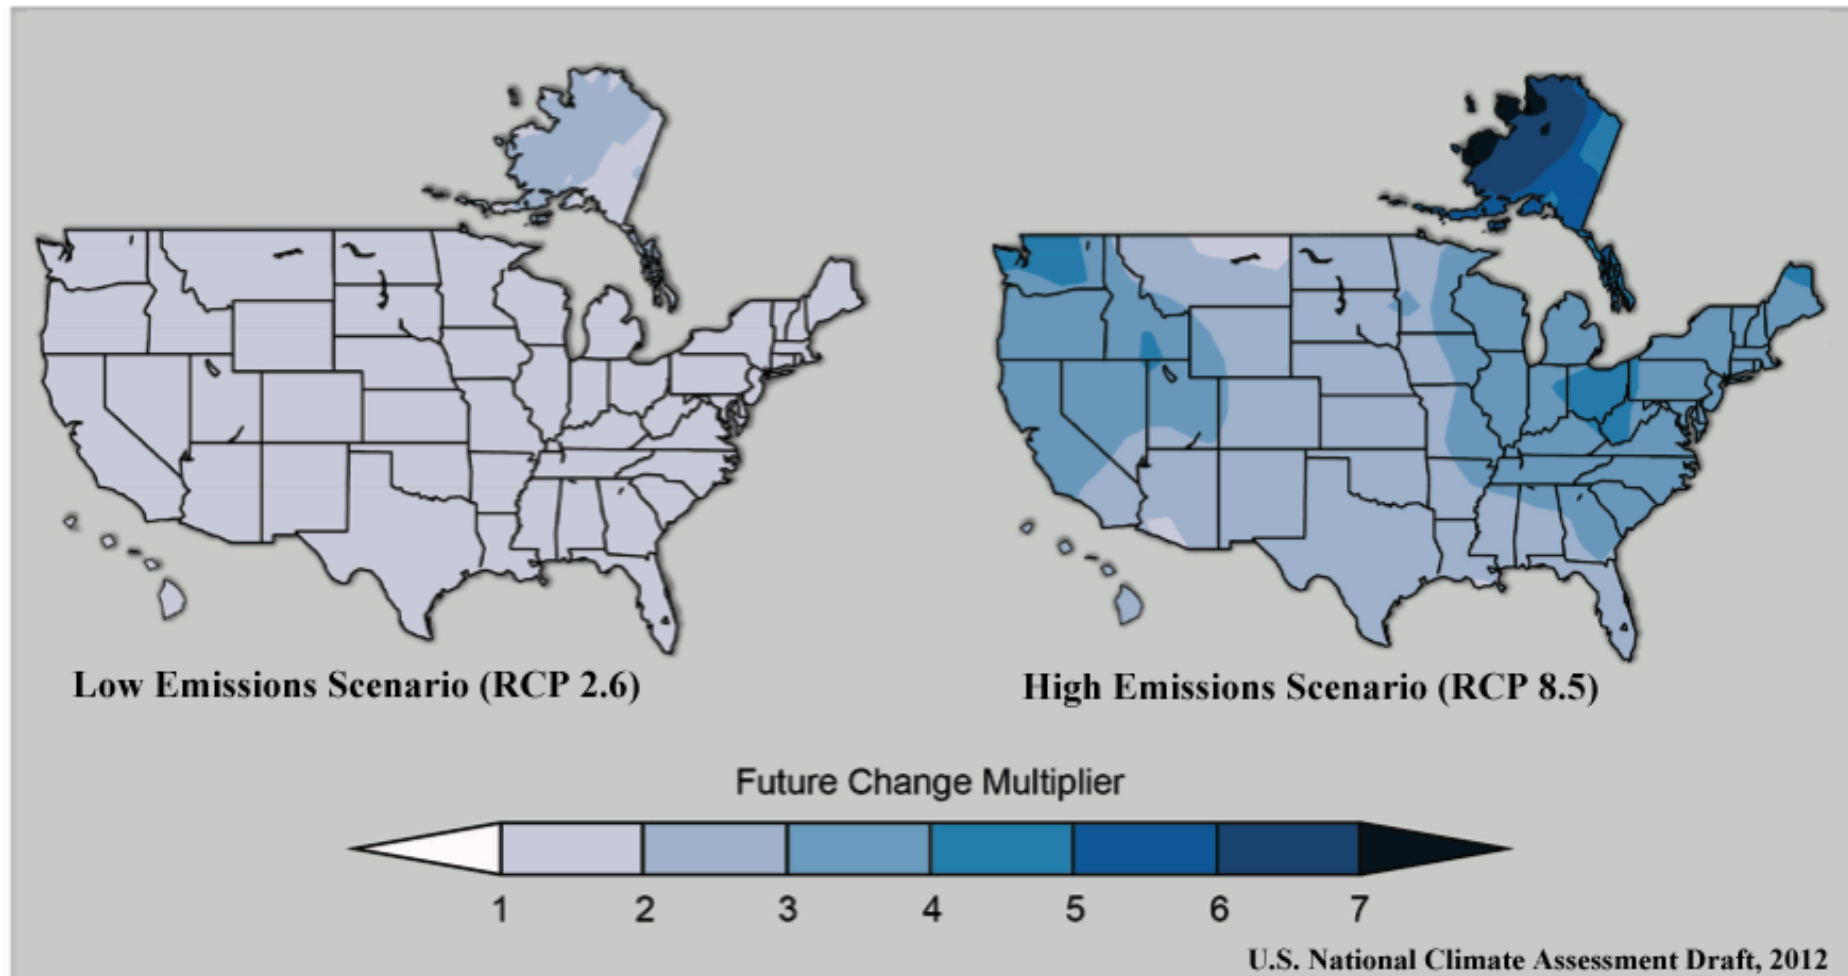 Low Emissions Scenario (RCP 2.6)
High Emissions Scenario (RCP 8.5)
Future Change Multiplier
1 2 3 4 5 6 7
U.S. National Climate Assessment Draft, 2012